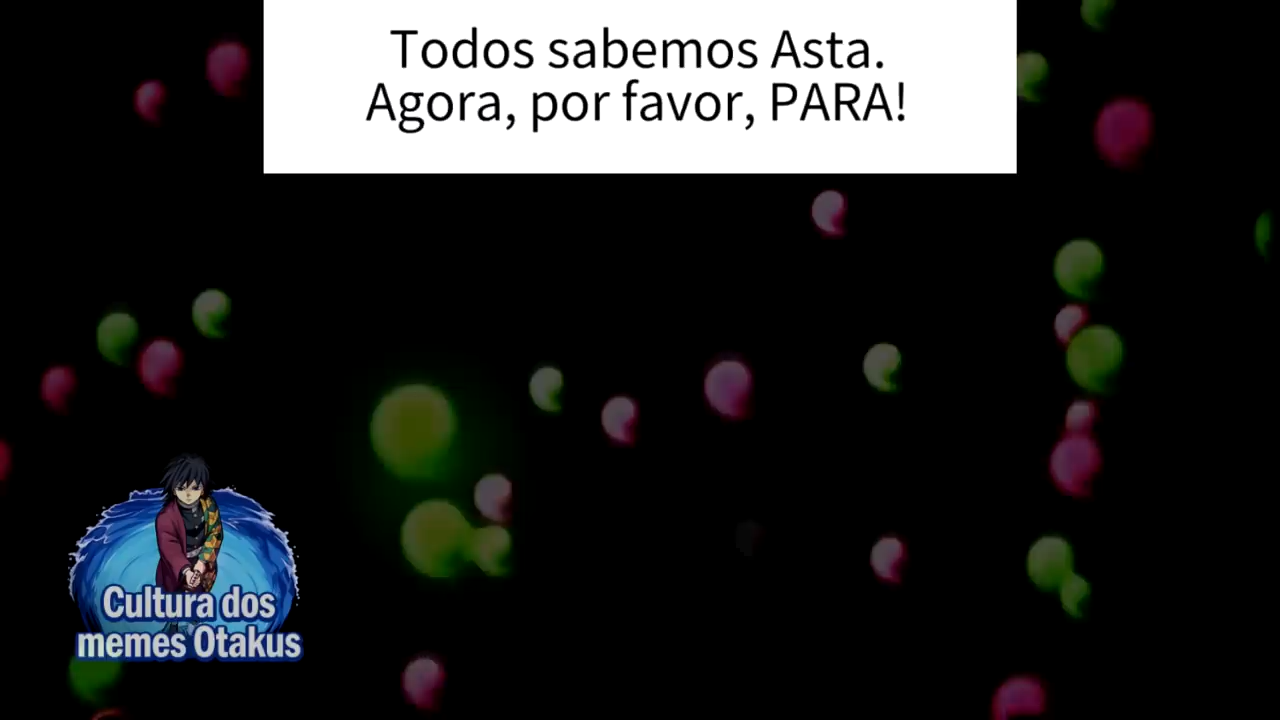 Todos sabemos Asta.
Agora, por favor, PARA!
Cultura dos
memes Otakus